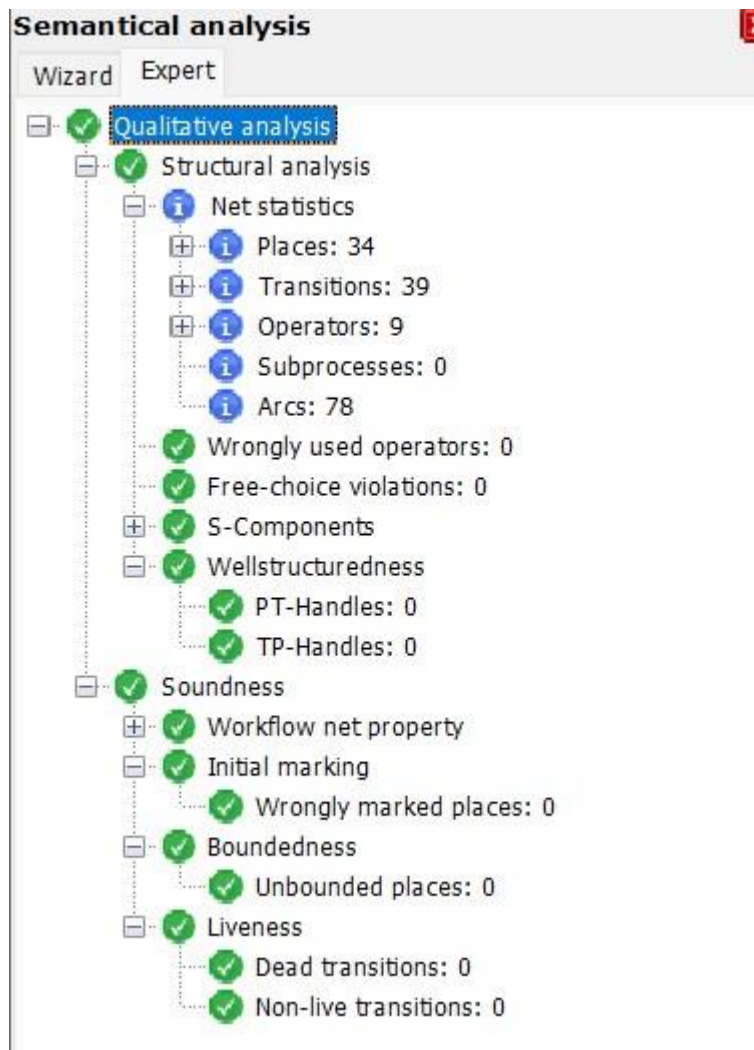 Semantical analysis
Wizard Expert
Qualitative analysis
Structural analysis
Net statistics
Places: 34
Transitions: 39
Operators: 9
Subprocesses: 0
Arcs: 78
Wrongly used operators: 0
Free-choice violations: 0
S-Components
Wellstructuredness
PT-Handles: 0
TP-Handles: 0
Soundness
Workflow net property
Initial marking
Wrongly marked places: 0
Boundedness
Unbounded places: 0
Liveness
Dead transitions: 0
Non-live transitions: 0